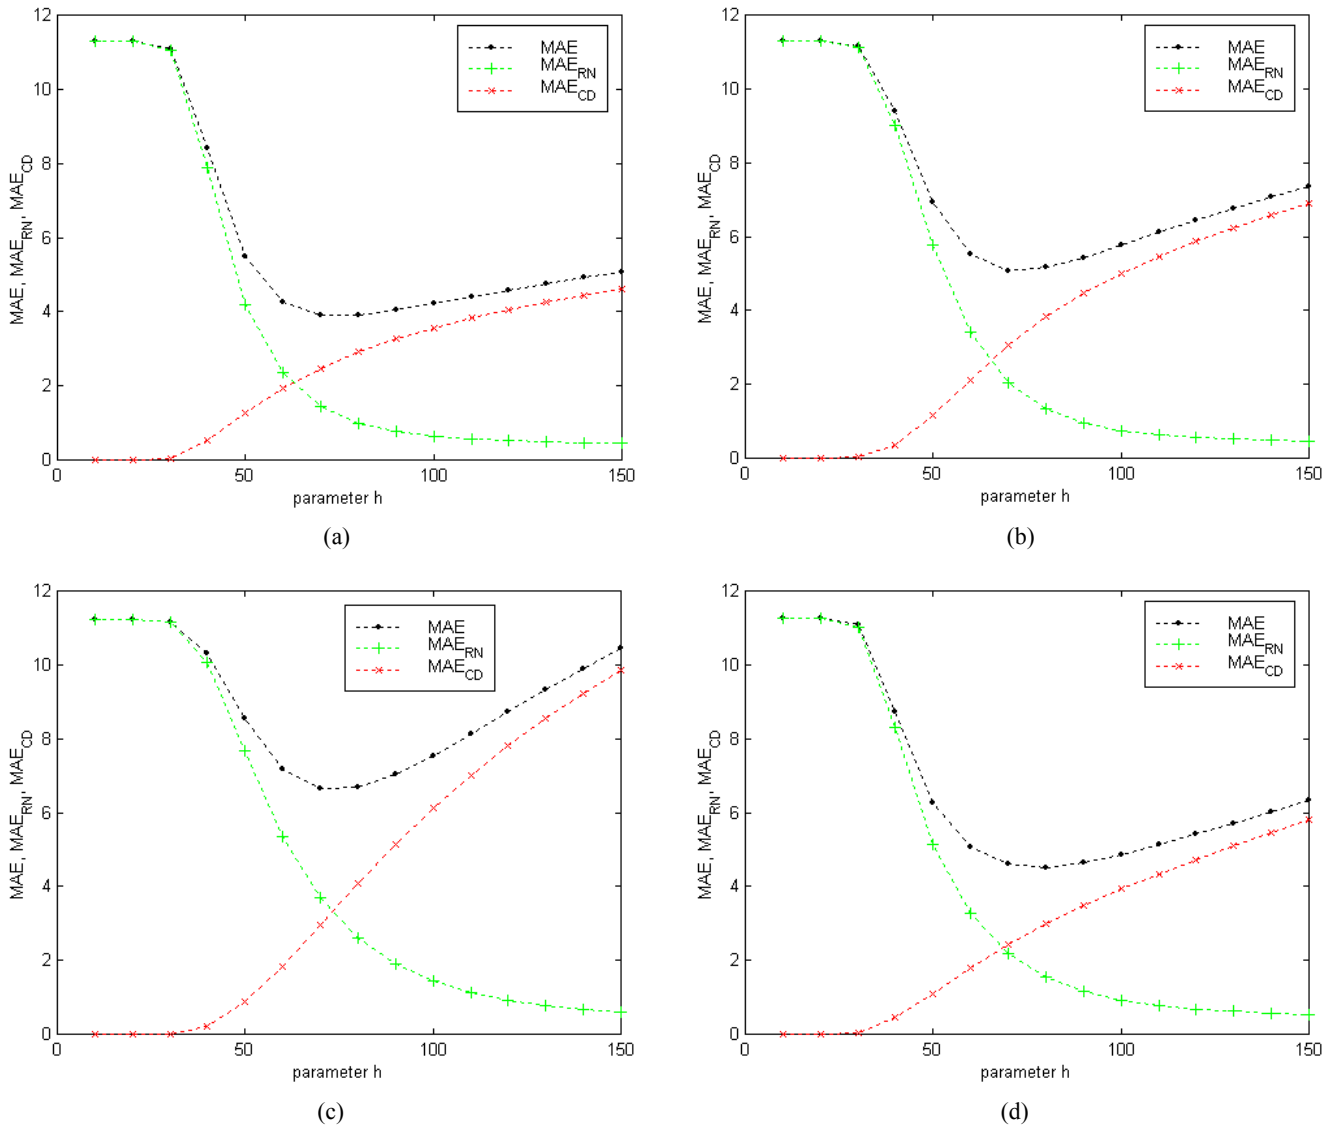 12
10
8
6
4
2
0
MAE, MAE_RN, MAE_CD
MAE
MAE_RN
MAE_CD
0 50 100 150
parameter h
(a)
12
10
8
6
4
2
0
MAE, MAE_RN, MAE_CD
MAE
MAE_RN
MAE_CD
0 50 100 150
parameter h
(b)
12
10
8
6
4
2
0
MAE, MAE_RN, MAE_CD
MAE
MAE_RN
MAE_CD
0 50 100 150
parameter h
(c)
12
10
8
6
4
2
0
MAE, MAE_RN, MAE_CD
MAE
MAE_RN
MAE_CD
0 50 100 150
parameter h
(d)